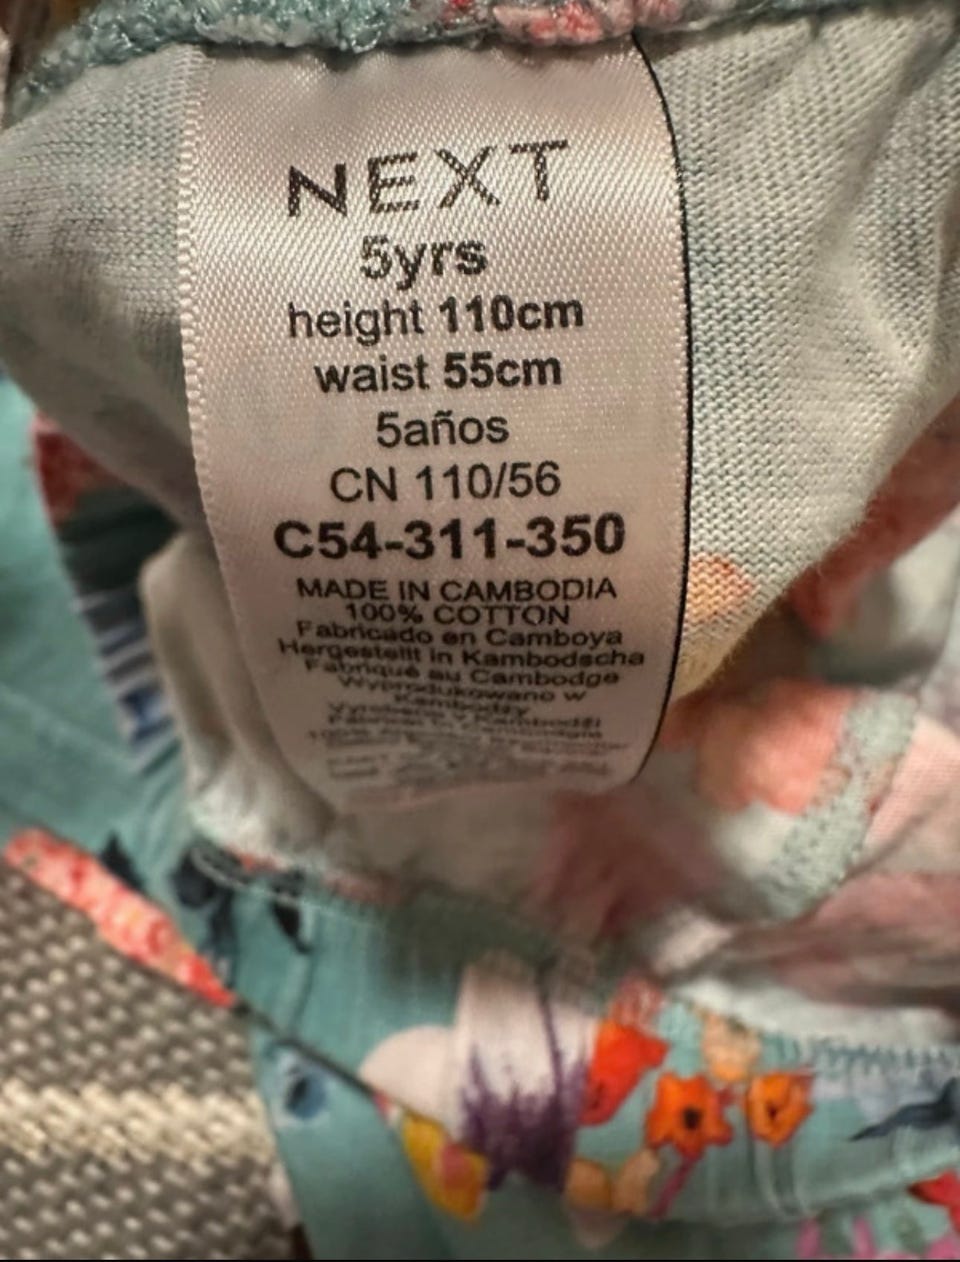 NEXT
5yrs
height 110cm
waist 55cm
5años
CN 110/56
C54-311-350
MADE IN CAMBODIA
100% COTTON
Fabricado en Camboya
Hergestellt in Kambodscha
Fabriqué au Cambodge
Wyprodukowano w
Kambodży